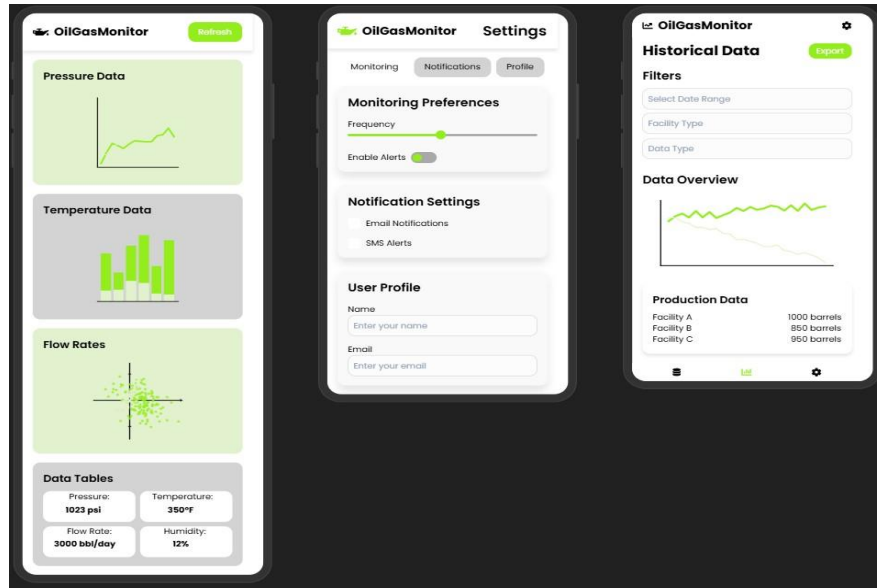 OilGasMonitor
Refresh
Pressure Data
Temperature Data
Flow Rates
Data Tables
Pressure:
1023 psi
Temperature:
350°F
Flow Rate:
3000 bbl/day
Humidity:
12%
OilGasMonitor
Settings
Monitoring
Notifications
Profile
Monitoring Preferences
Frequency
Enable Alerts
Notification Settings
Email Notifications
SMS Alerts
User Profile
Name
Enter your name
Email
Enter your email
OilGasMonitor
Historical Data
Export
Filters
Select Date Range
Facility Type
Data Type
Data Overview
Production Data
Facility A 1000 barrels
Facility B 850 barrels
Facility C 950 barrels